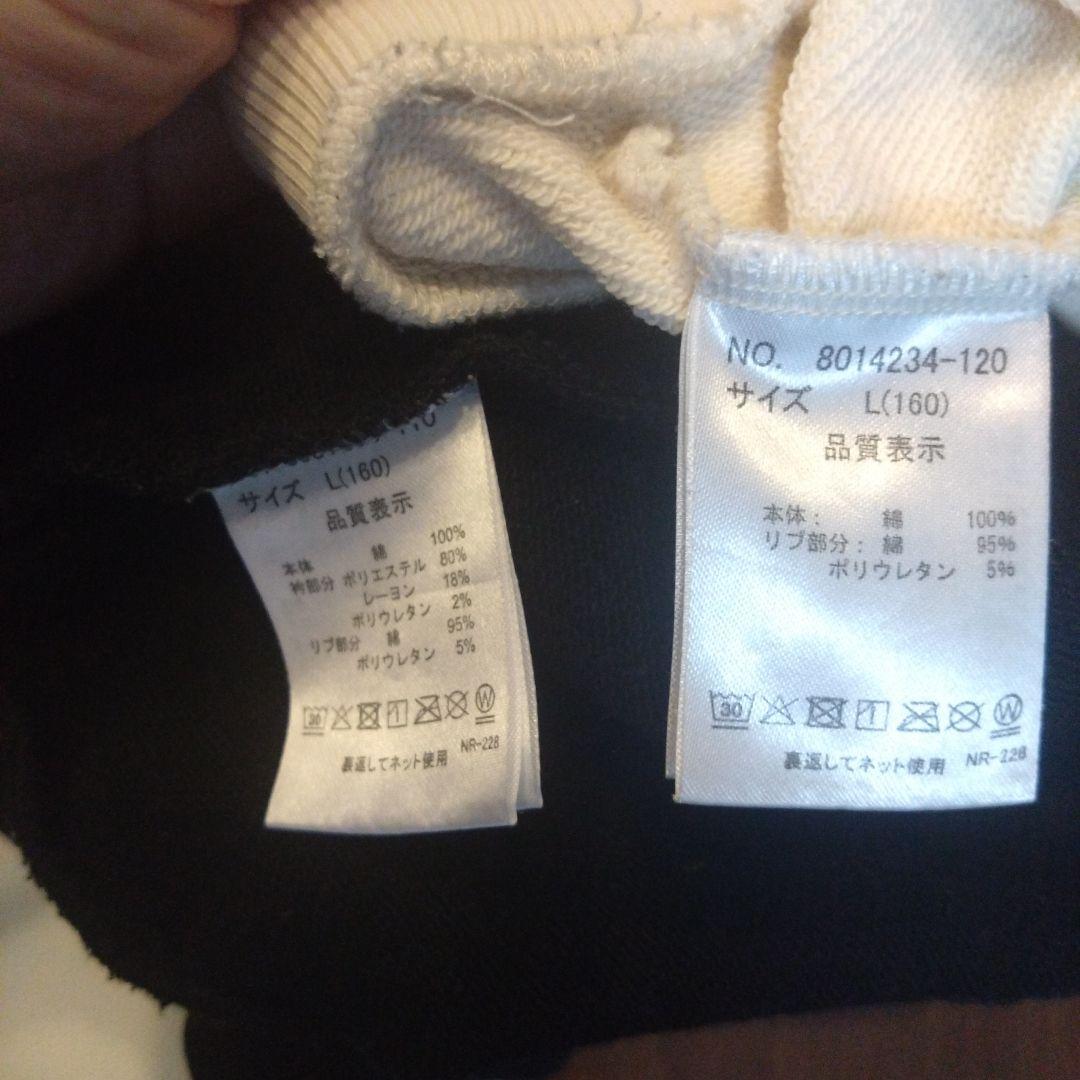 サイズ L(160)
品質表示
本体 綿 100%
衿部分 ポリエステル 80%
レーヨン 18%
ポリウレタン 2%
リブ部分 綿 95%
ポリウレタン 5%
30 W
裏返してネット使用 NR-228
NO. 8014234-120
サイズ L(160)
品質表示
本体: 綿 100%
リブ部分: 綿 95%
ポリウレタン 5%
30 W
裏返してネット使用 NR-228